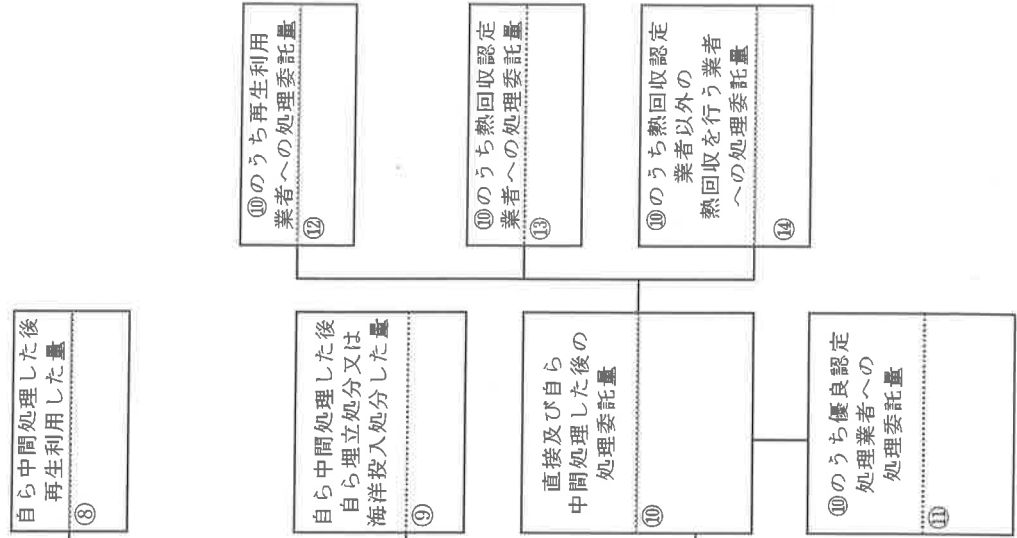 自ら中間処理した後
再生利用した量
⑧
自ら中間処理した後
自ら埋立処分又は
海洋投入処分した量
⑨
直接及び自ら
中間処理した後の
処理委託量
⑩
⑩のうち優良認定
処理業者への
処理委託量
⑪
⑩のうち再生利用
業者への処理委託量
⑫
⑩のうち熱回収認定
業者への処理委託量
⑬
⑩のうち熱回収認定
業者以外の
熱回収を行う業者
への処理委託量
⑭